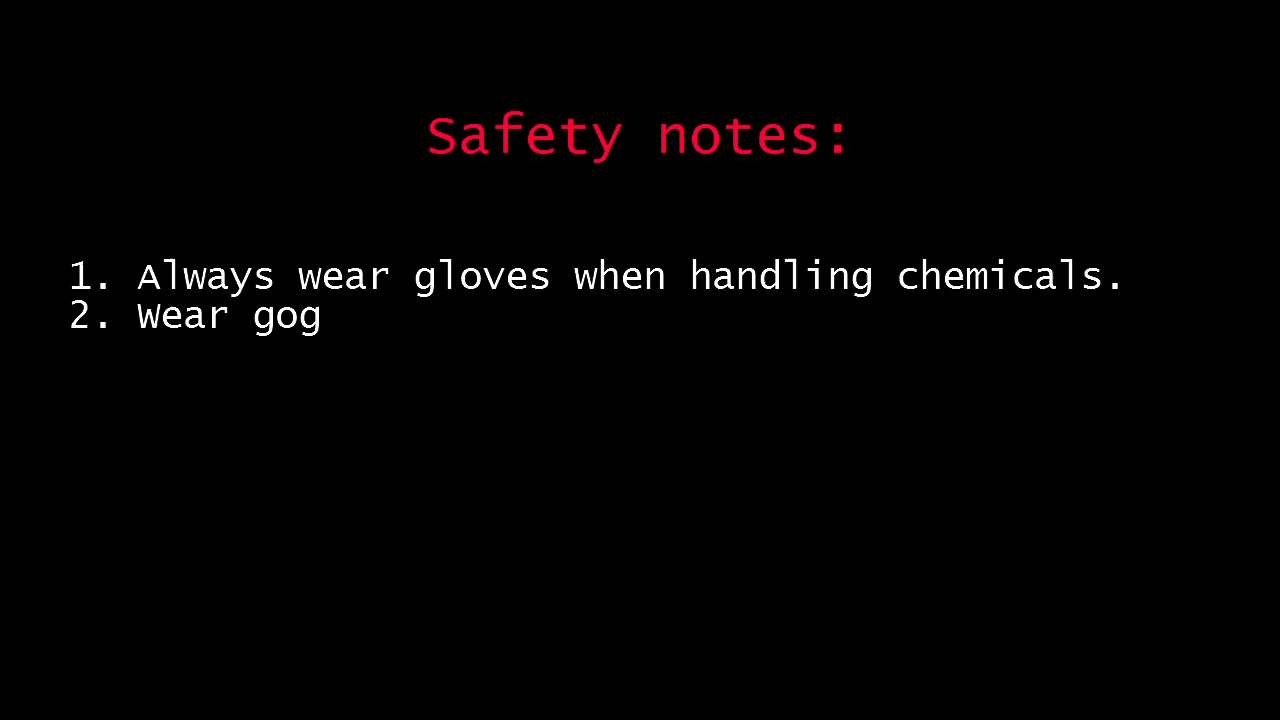 Safety notes:
1. Always wear gloves when handling chemicals.
2. Wear gog